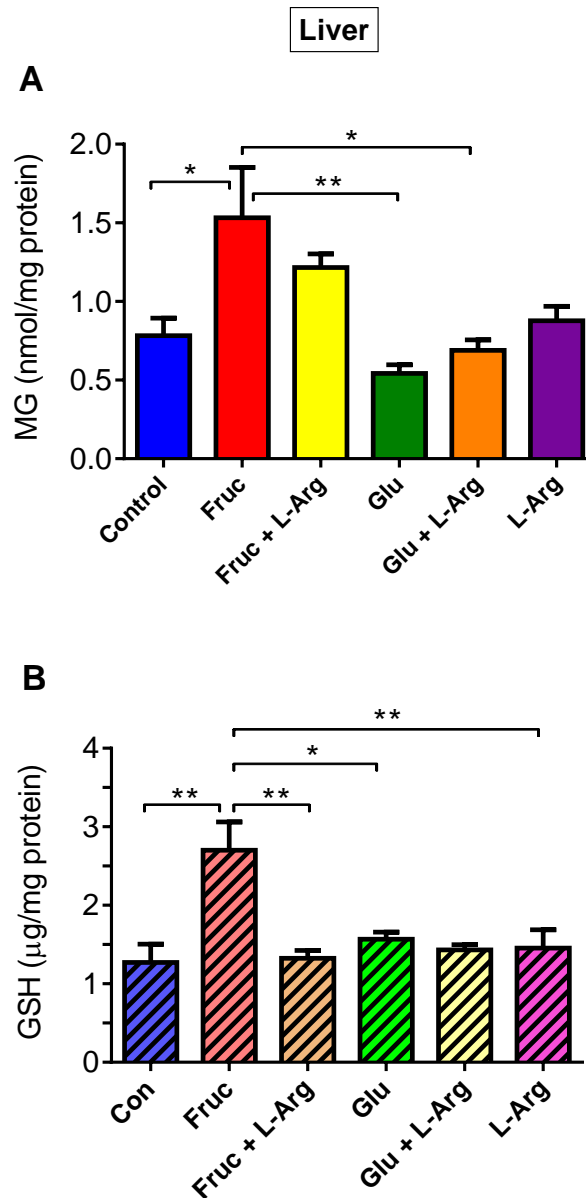 Liver
A
MG (nmol/mg protein)
2.0
1.5
1.0
0.5
0.0
*
*
**
Control
Fruc
Fruc + L-Arg
Glu
Glu + L-Arg
L-Arg
B
GSH (μg/mg protein)
4
3
2
1
0
**
*
**
**
Con
Fruc
Fruc + L-Arg
Glu
Glu + L-Arg
L-Arg